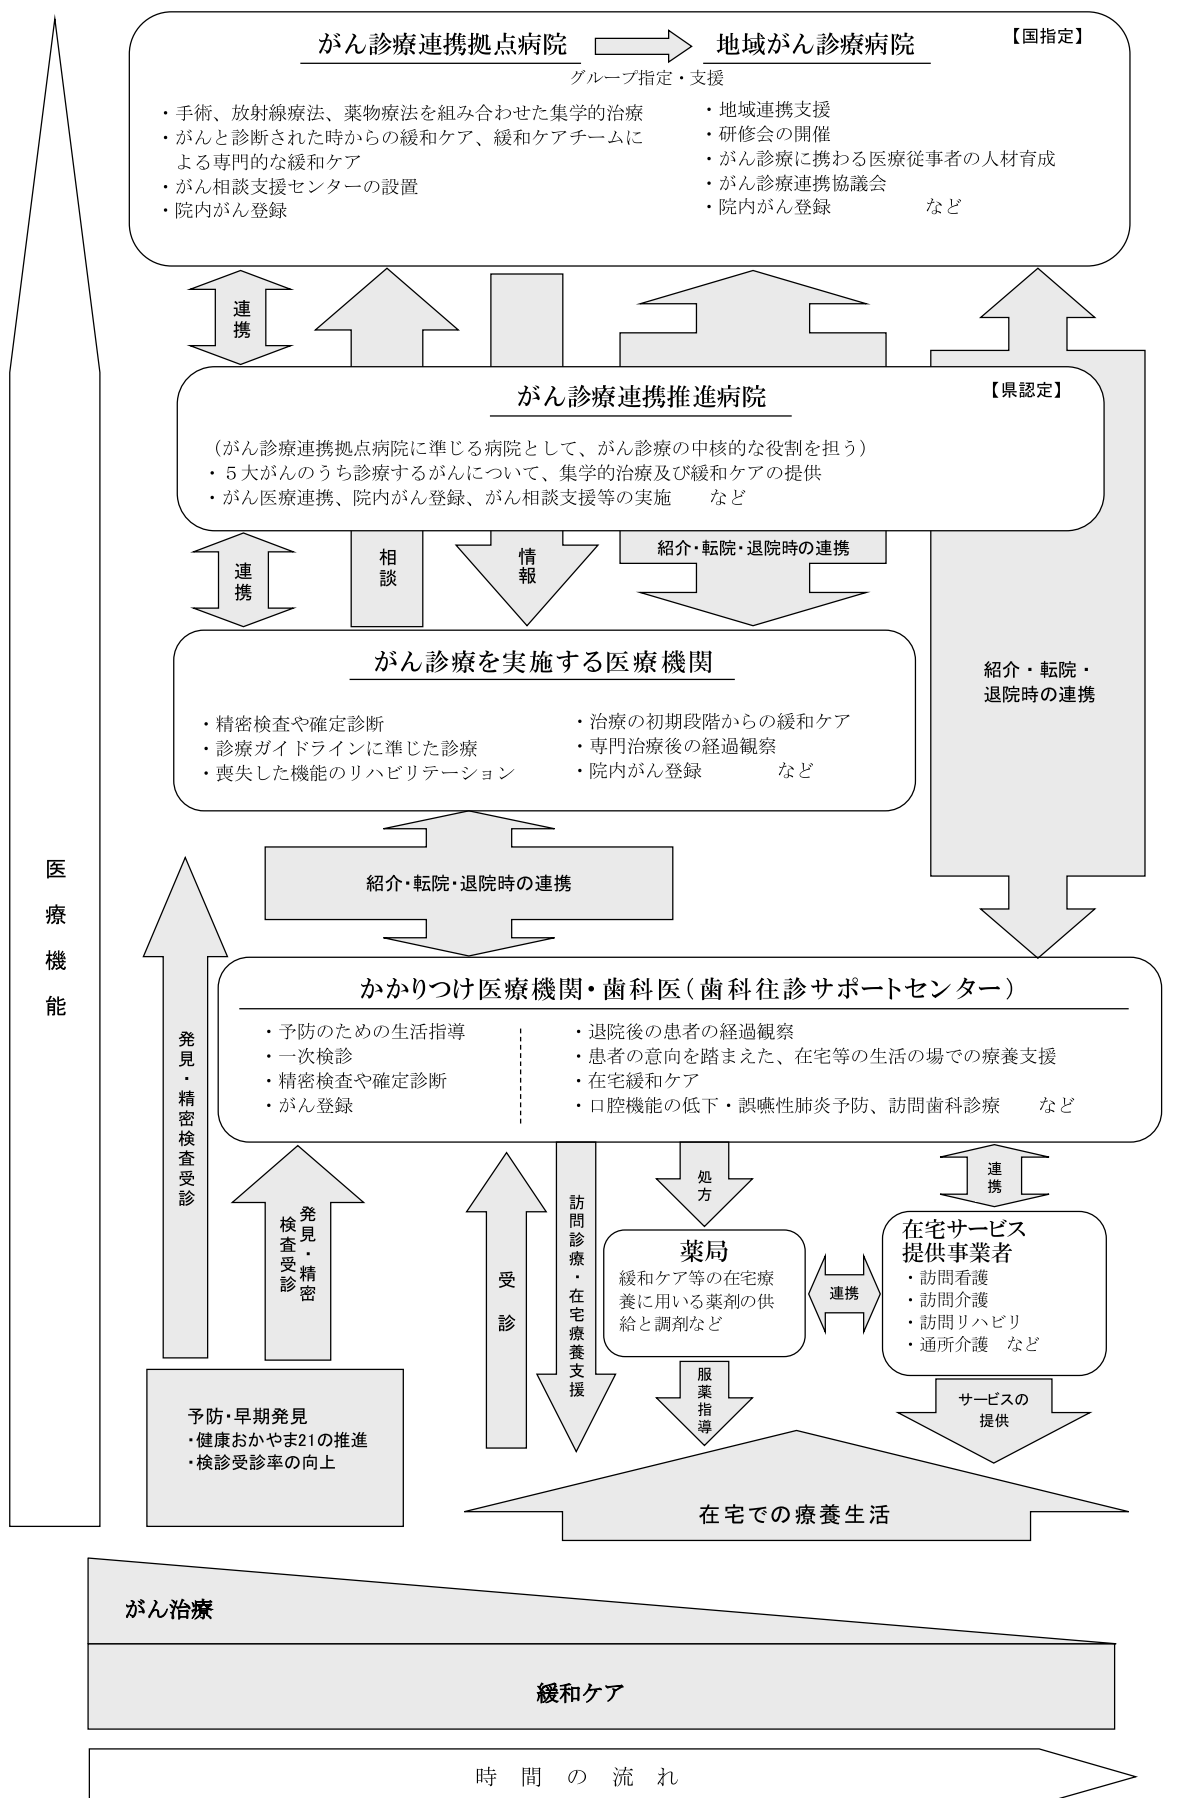 がん診療連携拠点病院
地域がん診療病院
【国指定】
グループ指定・支援
・手術、放射線療法、薬物療法を組み合わせた集学的治療
・がんと診断された時からの緩和ケア、緩和ケアチームに
よる専門的な緩和ケア
・がん相談支援センターの設置
・院内がん登録
・地域連携支援
・研修会の開催
・がん診療に携わる医療従事者の人材育成
・がん診療連携協議会
・院内がん登録　　　　　など
連携
がん診療連携推進病院
【県認定】
（がん診療連携拠点病院に準じる病院として、がん診療の中核的な役割を担う）
・５大がんのうち診療するがんについて、集学的治療及び緩和ケアの提供
・がん医療連携、院内がん登録、がん相談支援等の実施　　など
連携
相談
情報
紹介・転院・退院時の連携
紹介・転院・
退院時の連携
がん診療を実施する医療機関
・精密検査や確定診断
・診療ガイドラインに準じた診療
・喪失した機能のリハビリテーション
・治療の初期段階からの緩和ケア
・専門治療後の経過観察
・院内がん登録　　　　など
紹介・転院・退院時の連携
医療機能
かかりつけ医療機関・歯科医（歯科往診サポートセンター）
・予防のための生活指導
・一次検診
・精密検査や確定診断
・がん登録
・退院後の患者の経過観察
・患者の意向を踏まえた、在宅等の生活の場での療養支援
・在宅緩和ケア
・口腔機能の低下・誤嚥性肺炎予防、訪問歯科診療　　など
発見・精密検査受診
発見・精密
検査受診
受診
訪問診療・在宅療養支援
処方
連携
薬局
緩和ケア等の在宅療
養に用いる薬剤の供
給と調剤など
連携
在宅サービス
提供事業者
・訪問看護
・訪問介護
・訪問リハビリ
・通所介護　など
服薬指導
サービスの
提供
予防・早期発見
・健康おかやま21の推進
・検診受診率の向上
在宅での療養生活
がん治療
緩和ケア
時　間　の　流　れ